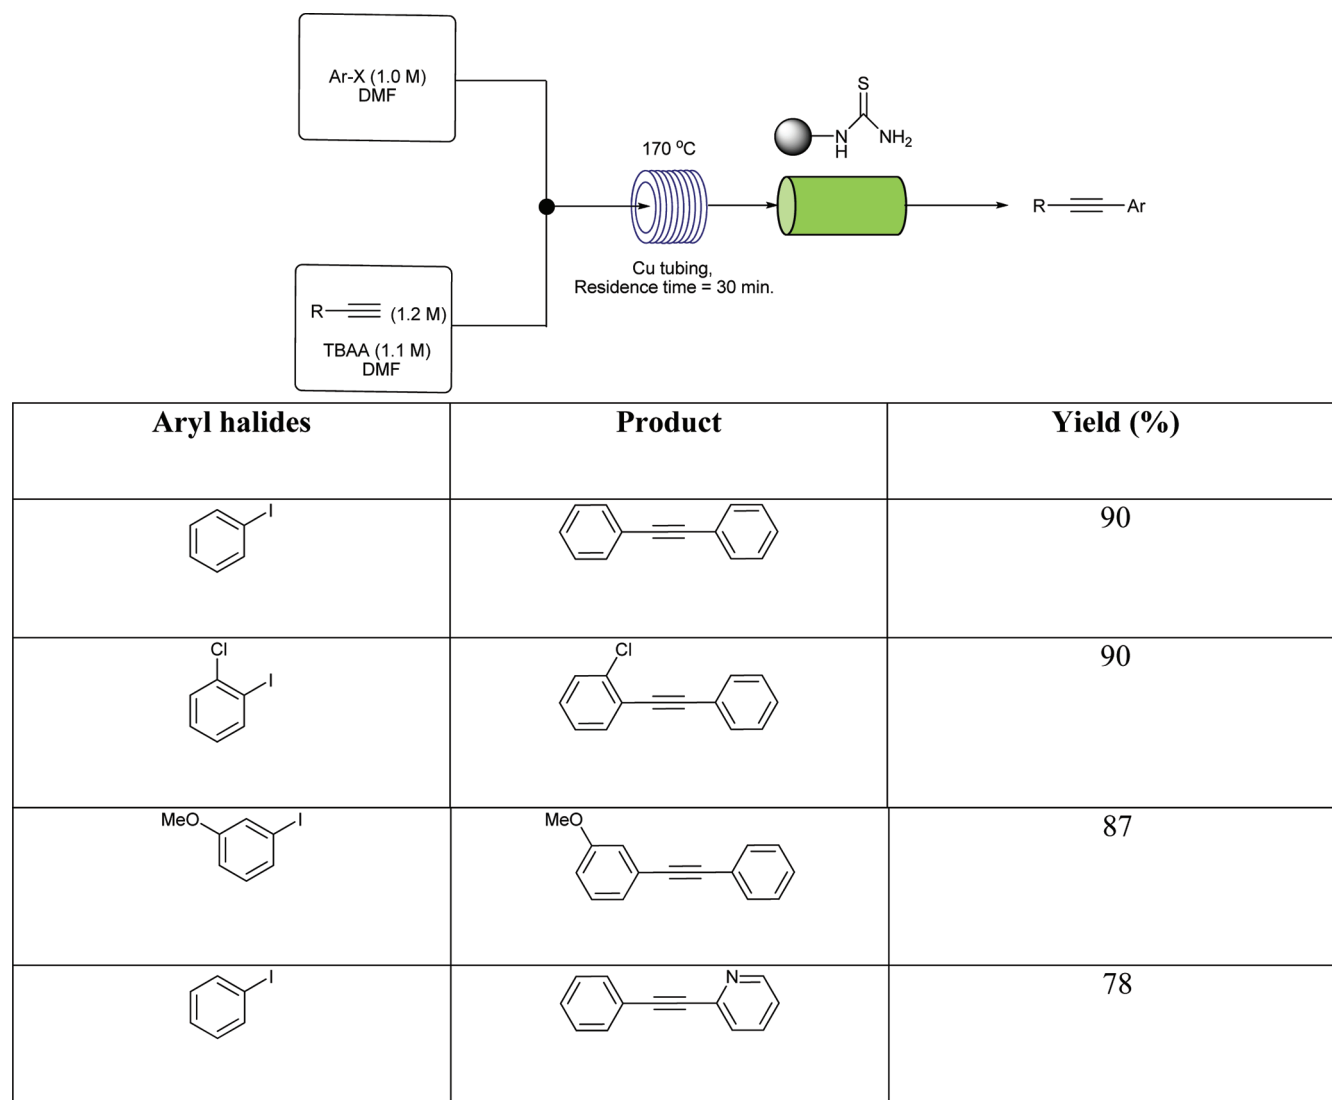 Ar-X (1.0 M)
DMF
R (1.2 M)
TBAA (1.1 M)
DMF
170 ⁰C
Cu tubing,
Residence time = 30 min.
S
N
H
NH₂
R Ar
Aryl halides Product Yield (%)
I
90
Cl
I
Cl
90
MeO I
MeO
87
I
N
78